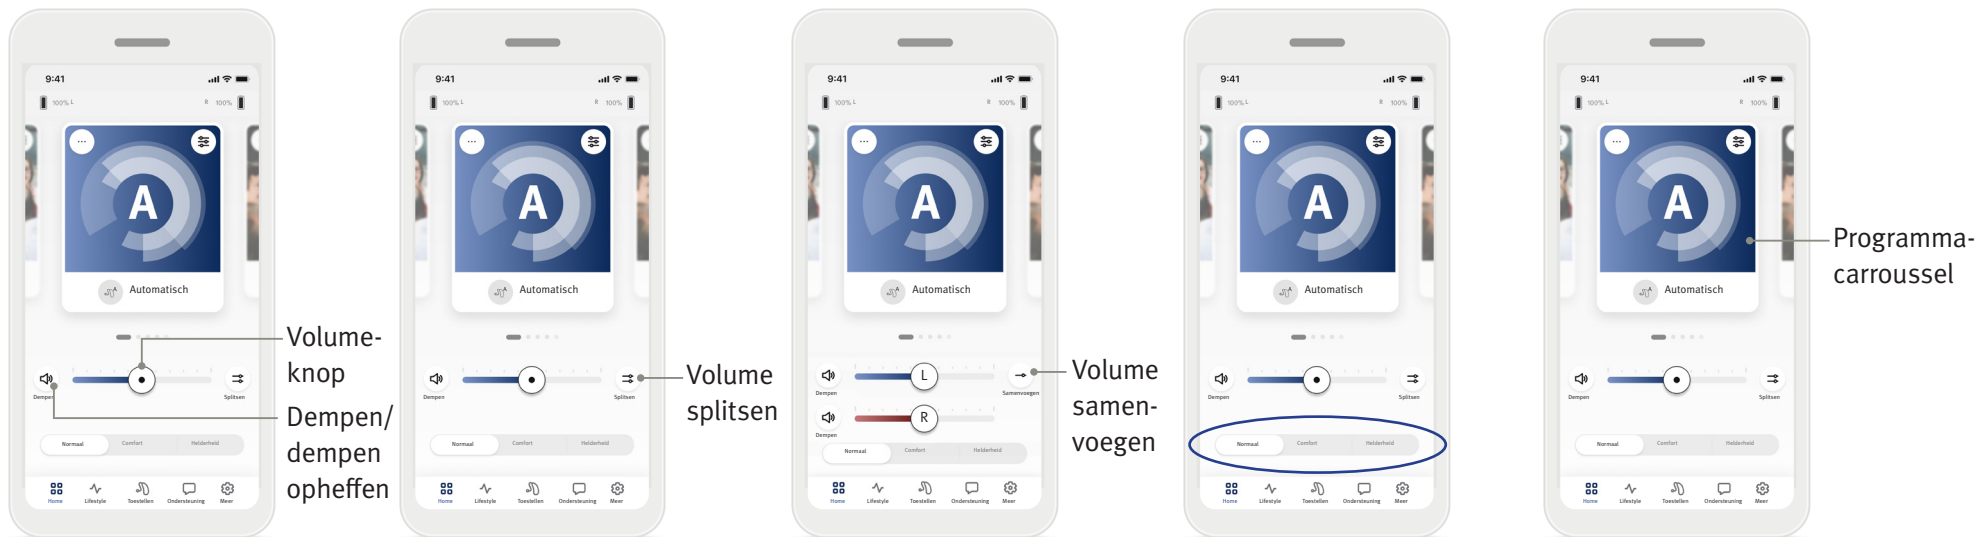 9:41
100% L
R 100%
...
A
A Automatisch
Dempen
Splitsen
Normaal Comfort Helderheid
Home Lifestyle Toestellen Ondersteuning Meer
Volume-
knop
Dempen/
dempen
opheffen
9:41
100% L
R 100%
...
A
A Automatisch
Dempen
Splitsen
Normaal Comfort Helderheid
Home Lifestyle Toestellen Ondersteuning Meer
Volume
splitsen
9:41
100% L
R 100%
...
A
A Automatisch
L
Dempen
Samenvoegen
R
Dempen
Normaal Comfort Helderheid
Home Lifestyle Toestellen Ondersteuning Meer
Volume
samen-
voegen
9:41
100% L
R 100%
...
A
A Automatisch
Dempen
Splitsen
Normaal Comfort Helderheid
Home Lifestyle Toestellen Ondersteuning Meer
9:41
100% L
R 100%
...
A
A Automatisch
Dempen
Splitsen
Normaal Comfort Helderheid
Home Lifestyle Toestellen Ondersteuning Meer
Programma-
carroussel